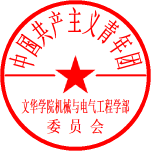 中国共产主义青年团
文华学院机械与电气工程学部
委员会